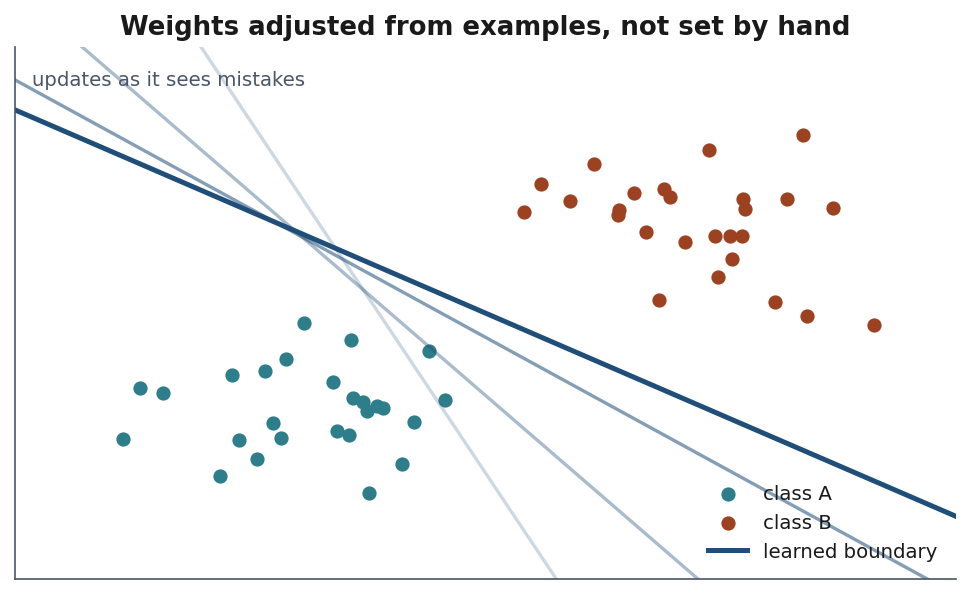 Weights adjusted from examples, not set by hand
updates as it sees mistakes
class A
class B
learned boundary